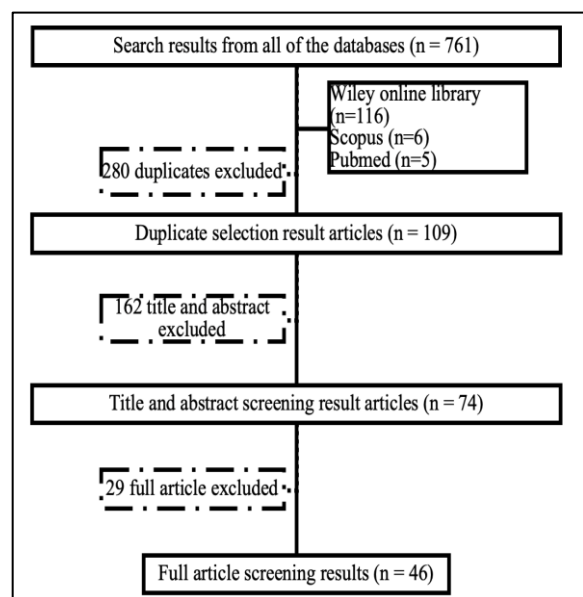 Search results from all of the databases (n = 761)
Wiley online library
(n=116)
Scopus (n=6)
Pubmed (n=5)
280 duplicates excluded
Duplicate selection result articles (n = 109)
162 title and abstract
excluded
Title and abstract screening result articles (n = 74)
29 full article excluded
Full article screening results (n = 46)